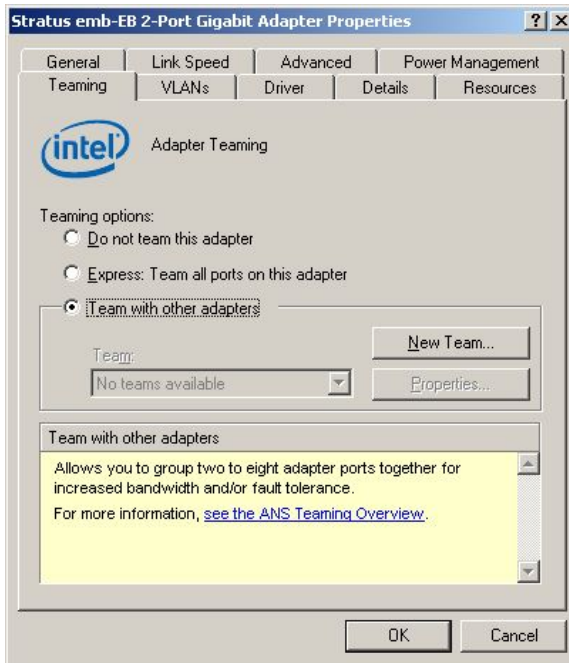 Stratus emb-EB 2-Port Gigabit Adapter Properties
General Link Speed Advanced Power Management
Teaming VLANs Driver Details Resources
intel Adapter Teaming
Teaming options:
Do not team this adapter
Express: Team all ports on this adapter
Team with other adapters
New Team...
Team:
No teams available Properties...
Team with other adapters
Allows you to group two to eight adapter ports together for
increased bandwidth and/or fault tolerance.
For more information, see the ANS Teaming Overview.
OK Cancel